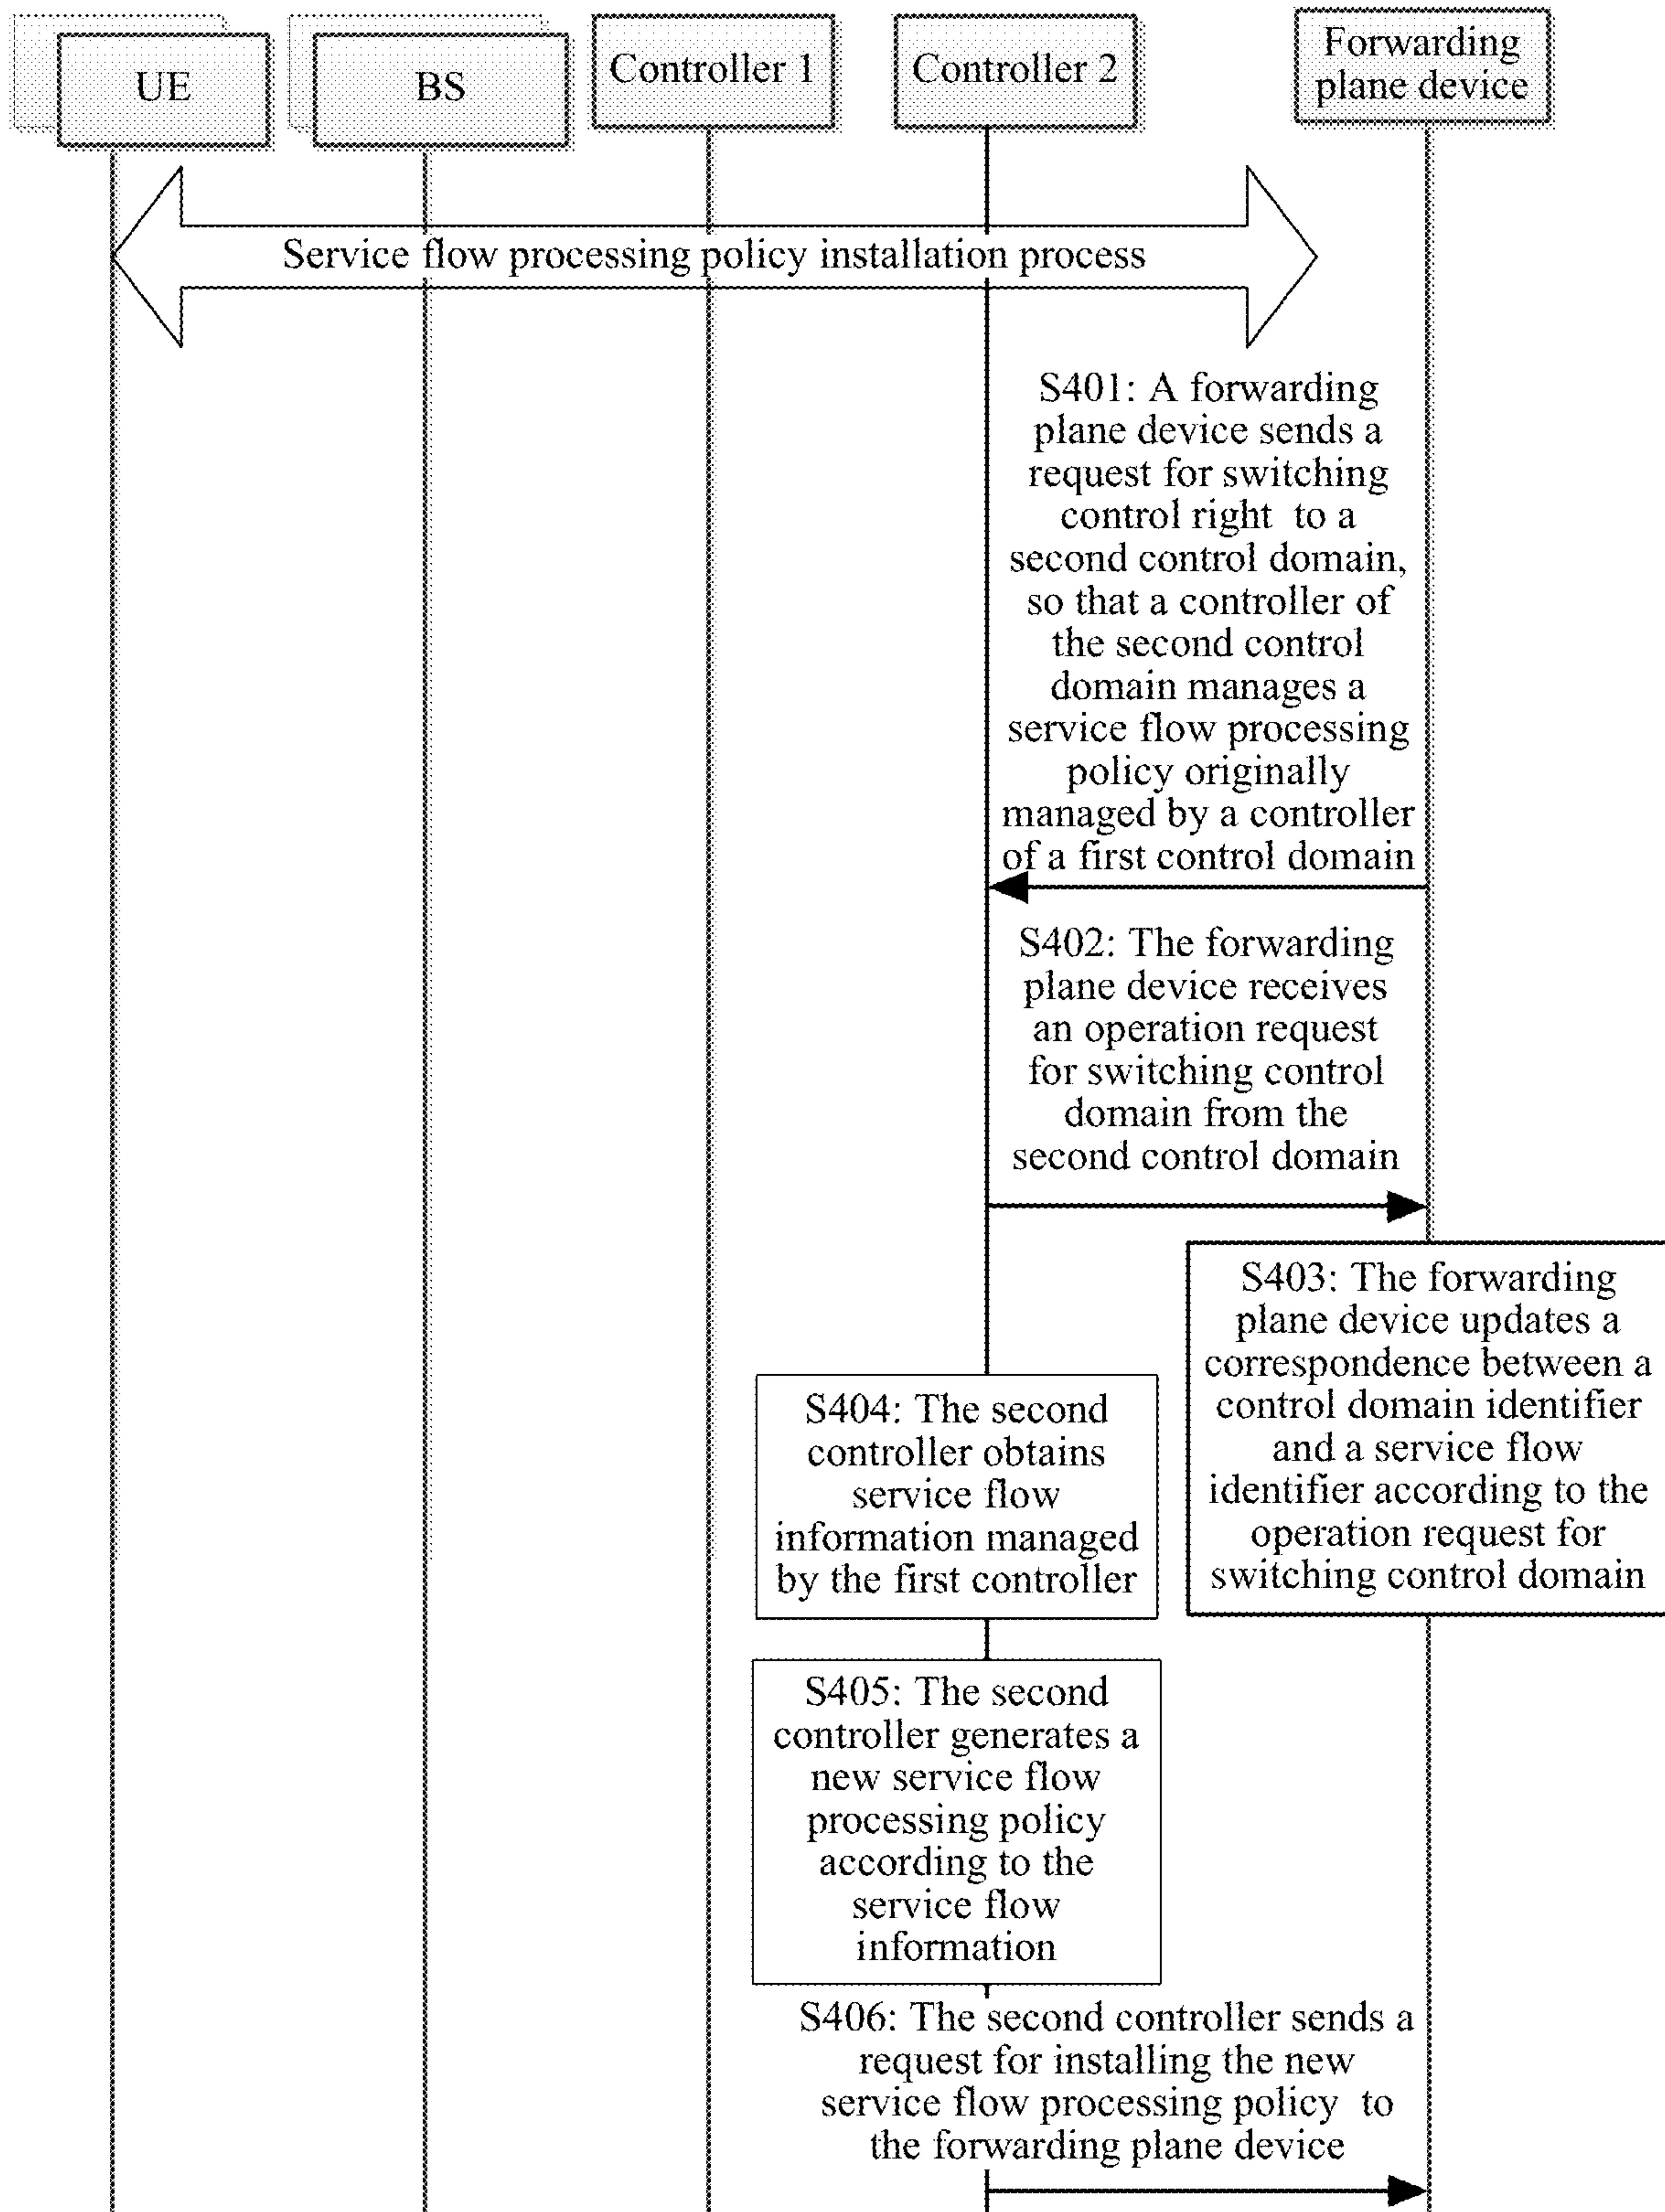 UE
BS
Controller 1
Controller 2
Forwarding
plane device
Service flow processing policy installation process
S401: A forwarding
plane device sends a
request for switching
control right to a
second control domain,
so that a controller of
the second control
domain manages a
service flow processing
policy originally
managed by a controller
of a first control domain
S402: The forwarding
plane device receives
an operation request
for switching control
domain from the
second control domain
S403: The forwarding
plane device updates a
correspondence between a
control domain identifier
and a service flow
identifier according to the
operation request for
switching control domain
S404: The second
controller obtains
service flow
information managed
by the first controller
S405: The second
controller generates a
new service flow
processing policy
according to the
service flow
information
S406: The second controller sends a
request for installing the new
service flow processing policy to
the forwarding plane device